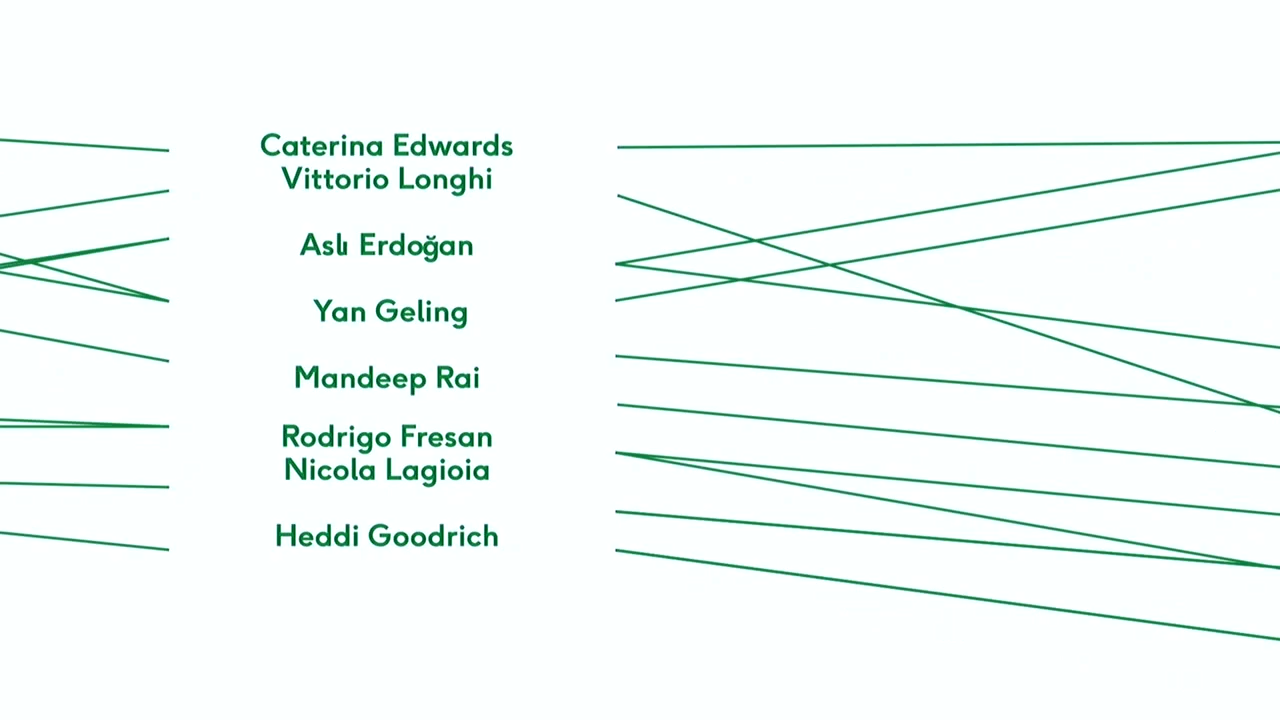 Caterina Edwards
Vittorio Longhi
Aslı Erdoğan
Yan Geling
Mandeep Rai
Rodrigo Fresan
Nicola Lagioia
Heddi Goodrich